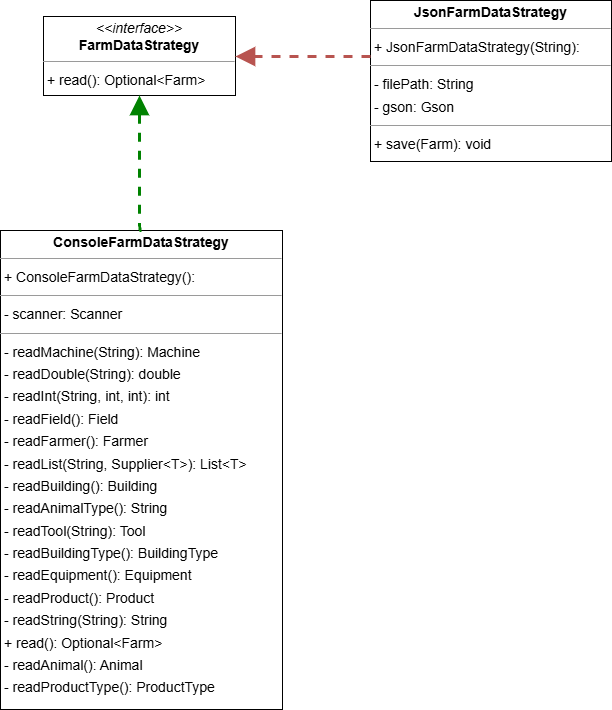 <<interface>>
FarmDataStrategy
+ read(): Optional<Farm>
JsonFarmDataStrategy
+ JsonFarmDataStrategy(String):
- filePath: String
- gson: Gson
+ save(Farm): void
ConsoleFarmDataStrategy
+ ConsoleFarmDataStrategy():
- scanner: Scanner
- readMachine(String): Machine
- readDouble(String): double
- readInt(String, int, int): int
- readField(): Field
- readFarmer(): Farmer
- readList(String, Supplier<T>): List<T>
- readBuilding(): Building
- readAnimalType(): String
- readTool(String): Tool
- readBuildingType(): BuildingType
- readEquipment(): Equipment
- readProduct(): Product
- readString(String): String
+ read(): Optional<Farm>
- readAnimal(): Animal
- readProductType(): ProductType